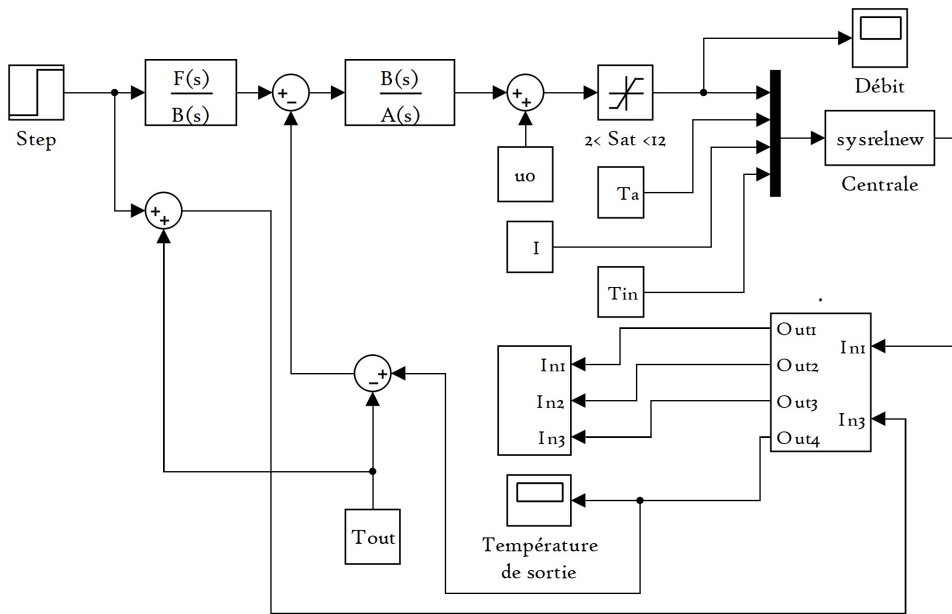 Step
F(s)
B(s)
+
−
B(s)
A(s)
+
+
u0
2< Sat <12
Débit
Ta
I
Tin
sysrelnew
Centrale
+
+
Out1
Out2
Out3
Out4
In1
In3
In1
In2
In3
−
+
Tout
Température
de sortie